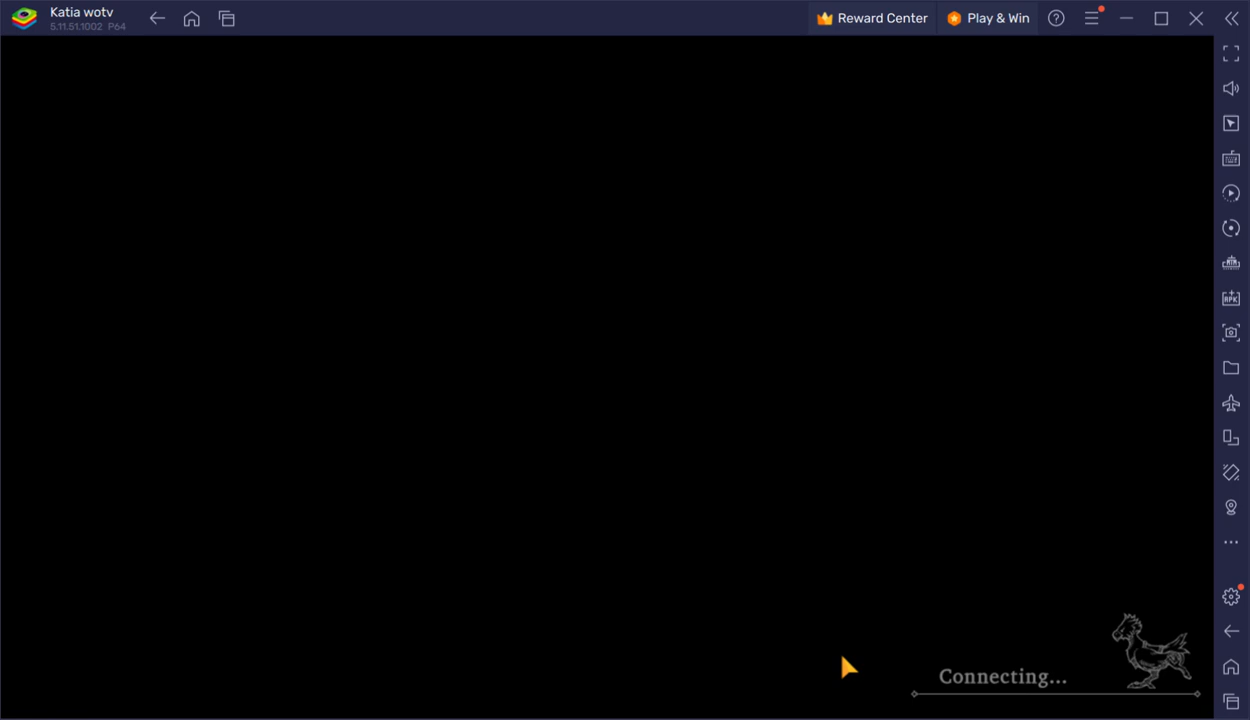 Katia wotv
5.11.51.1002 P64
Reward Center
Play & Win
Connecting...